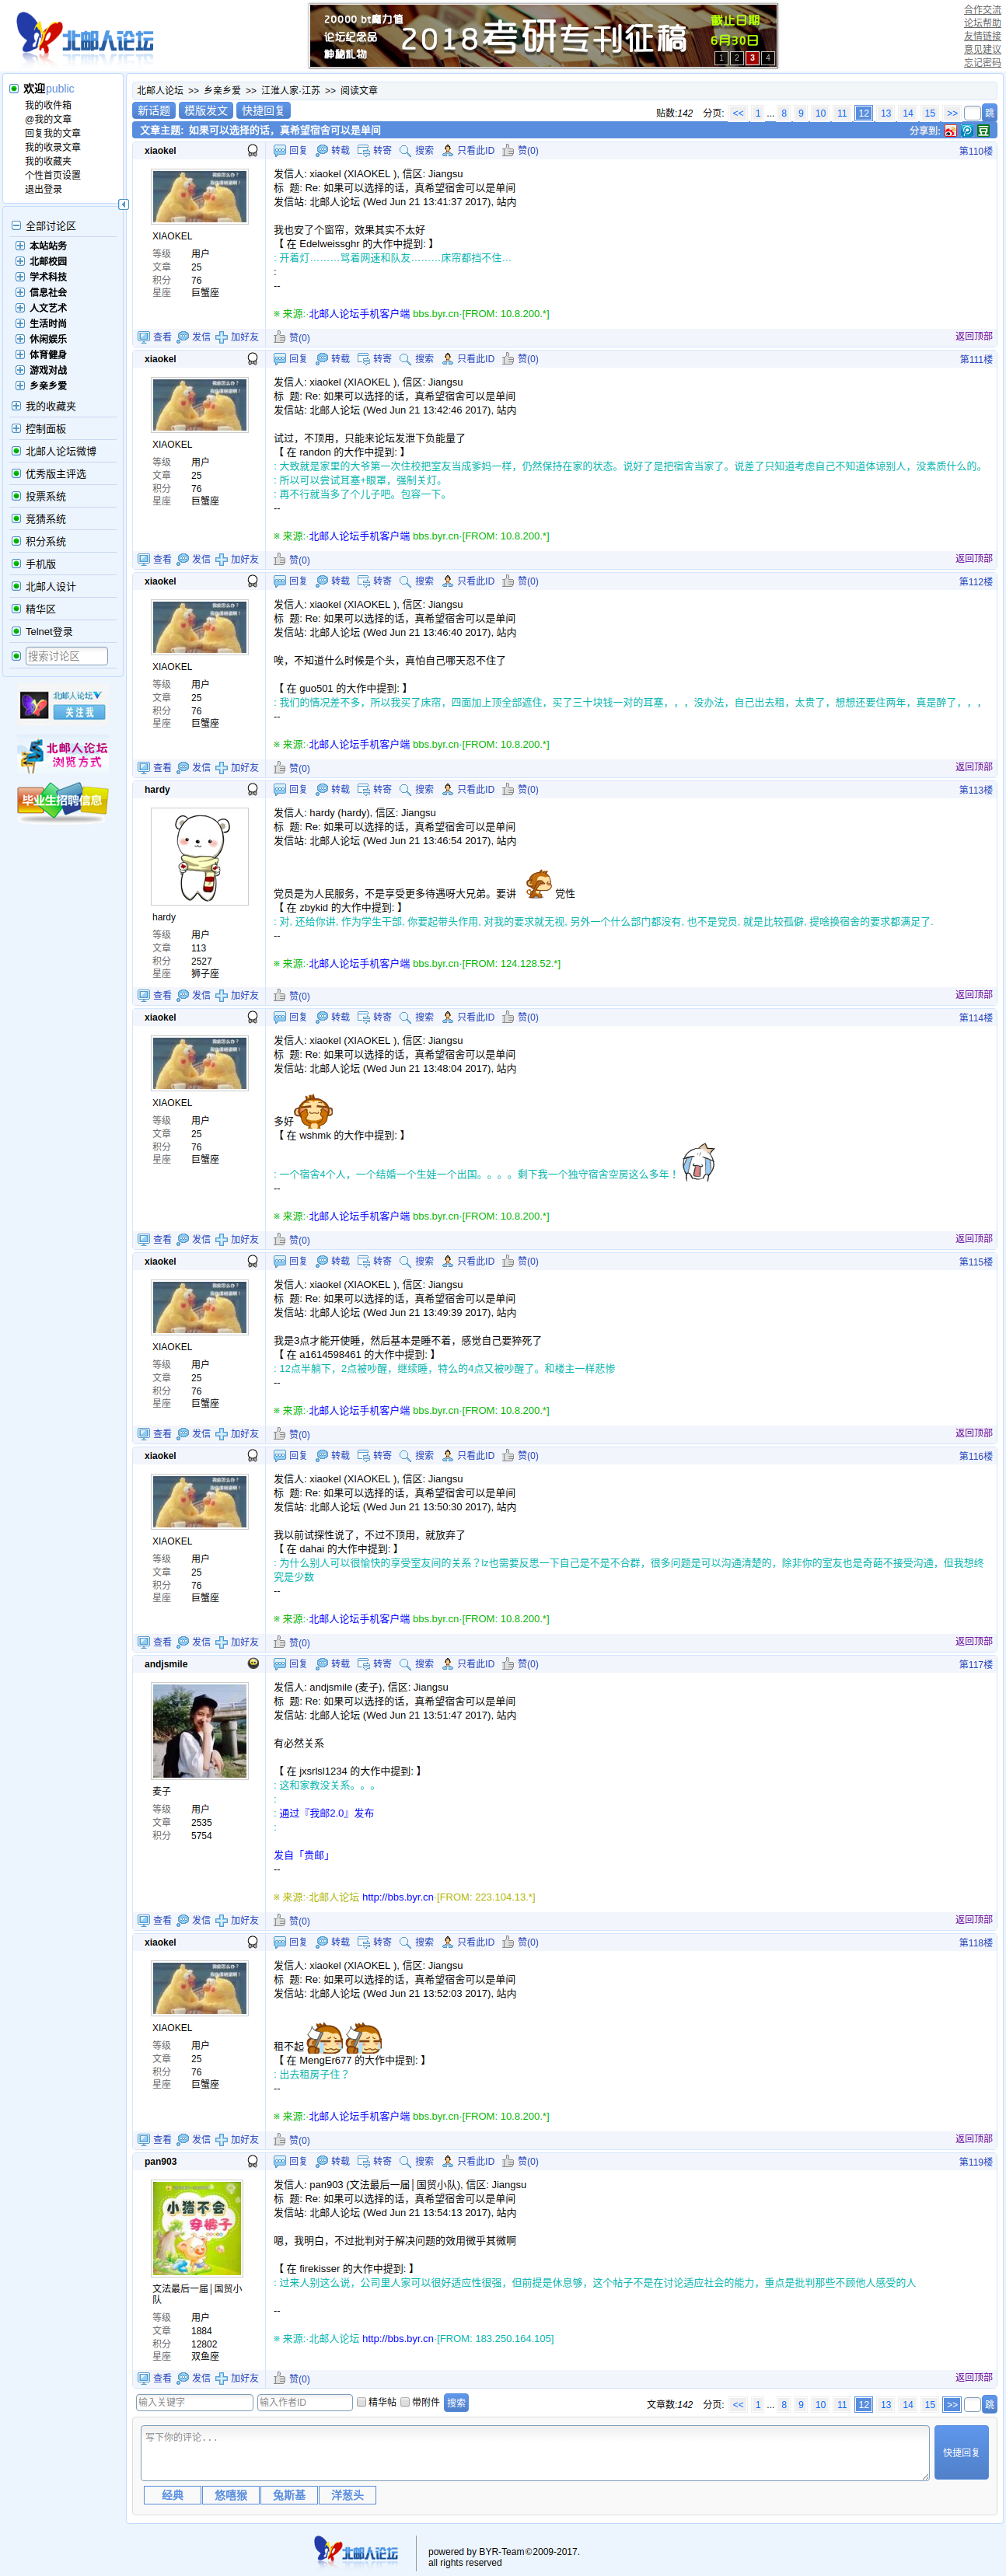 北邮人论坛
20000 bt魔力值
论坛纪念品
神秘礼物
2018考研专刊征稿
截止日期
6月30日
1 2 3 4
合作交流
论坛帮助
友情链接
意见建议
忘记密码
欢迎public
我的收件箱
@我的文章
回复我的文章
我的收录文章
我的收藏夹
个性首页设置
退出登录
全部讨论区
本站站务
北邮校园
学术科技
信息社会
人文艺术
生活时尚
休闲娱乐
体育健身
游戏对战
乡亲乡爱
我的收藏夹
控制面板
北邮人论坛微博
优秀版主评选
投票系统
竞猜系统
积分系统
手机版
北邮人设计
精华区
Telnet登录
搜索讨论区
北邮人论坛
关注我
北邮人论坛
浏览方式
毕业生招聘信息
北邮人论坛 >> 乡亲乡爱 >> 江淮人家·江苏 >> 阅读文章
新话题 模版发文 快捷回复
贴数:142 分页: << 1 ... 8 9 10 11 12 13 14 15 >> 跳
文章主题: 如果可以选择的话，真希望宿舍可以是单间
分享到: 豆
xiaokel
回复 转载 转寄 搜索 只看此ID 赞(0) 第110楼
我都怎么办？
我都很绝望啊！
XIAOKEL
等级 用户
文章 25
积分 76
星座 巨蟹座
发信人: xiaokel (XIAOKEL ), 信区: Jiangsu
标 题: Re: 如果可以选择的话，真希望宿舍可以是单间
发信站: 北邮人论坛 (Wed Jun 21 13:41:37 2017), 站内
我也安了个窗帘，效果其实不太好
【 在 Edelweissghr 的大作中提到: 】
: 开着灯………骂着网速和队友………床帘都挡不住…
:
--
※ 来源:·北邮人论坛手机客户端 bbs.byr.cn·[FROM: 10.8.200.*]
查看 发信 加好友 赞(0) 返回顶部
xiaokel
回复 转载 转寄 搜索 只看此ID 赞(0) 第111楼
XIAOKEL
等级 用户
文章 25
积分 76
星座 巨蟹座
发信人: xiaokel (XIAOKEL ), 信区: Jiangsu
标 题: Re: 如果可以选择的话，真希望宿舍可以是单间
发信站: 北邮人论坛 (Wed Jun 21 13:42:46 2017), 站内
试过，不顶用，只能来论坛发泄下负能量了
【 在 randon 的大作中提到: 】
: 大致就是家里的大爷第一次住校把室友当成爹妈一样，仍然保持在家的状态。说好了是把宿舍当家了。说差了只知道考虑自己不知道体谅别人，没素质什么的。
: 所以可以尝试耳塞+眼罩，强制关灯。
: 再不行就当多了个儿子吧。包容一下。
--
※ 来源:·北邮人论坛手机客户端 bbs.byr.cn·[FROM: 10.8.200.*]
查看 发信 加好友 赞(0) 返回顶部
xiaokel
回复 转载 转寄 搜索 只看此ID 赞(0) 第112楼
XIAOKEL
等级 用户
文章 25
积分 76
星座 巨蟹座
发信人: xiaokel (XIAOKEL ), 信区: Jiangsu
标 题: Re: 如果可以选择的话，真希望宿舍可以是单间
发信站: 北邮人论坛 (Wed Jun 21 13:46:40 2017), 站内
唉，不知道什么时候是个头，真怕自己哪天忍不住了
【 在 guo501 的大作中提到: 】
: 我们的情况差不多，所以我买了床帘，四面加上顶全部遮住，买了三十块钱一对的耳塞，，，没办法，自己出去租，太贵了，想想还要住两年，真是醉了，，，
--
※ 来源:·北邮人论坛手机客户端 bbs.byr.cn·[FROM: 10.8.200.*]
查看 发信 加好友 赞(0) 返回顶部
hardy
回复 转载 转寄 搜索 只看此ID 赞(0) 第113楼
hardy
等级 用户
文章 113
积分 2527
星座 狮子座
发信人: hardy (hardy), 信区: Jiangsu
标 题: Re: 如果可以选择的话，真希望宿舍可以是单间
发信站: 北邮人论坛 (Wed Jun 21 13:46:54 2017), 站内
党员是为人民服务，不是享受更多待遇呀大兄弟。要讲 党性
【 在 zbykid 的大作中提到: 】
: 对, 还给你讲, 作为学生干部, 你要起带头作用, 对我的要求就无视, 另外一个什么部门都没有, 也不是党员, 就是比较孤僻, 提啥换宿舍的要求都满足了.
--
※ 来源:·北邮人论坛手机客户端 bbs.byr.cn·[FROM: 124.128.52.*]
查看 发信 加好友 赞(0) 返回顶部
xiaokel
回复 转载 转寄 搜索 只看此ID 赞(0) 第114楼
XIAOKEL
等级 用户
文章 25
积分 76
星座 巨蟹座
发信人: xiaokel (XIAOKEL ), 信区: Jiangsu
标 题: Re: 如果可以选择的话，真希望宿舍可以是单间
发信站: 北邮人论坛 (Wed Jun 21 13:48:04 2017), 站内
多好
【 在 wshmk 的大作中提到: 】
: 一个宿舍4个人，一个结婚一个生娃一个出国。。。。剩下我一个独守宿舍空房这么多年！
--
※ 来源:·北邮人论坛手机客户端 bbs.byr.cn·[FROM: 10.8.200.*]
查看 发信 加好友 赞(0) 返回顶部
xiaokel
回复 转载 转寄 搜索 只看此ID 赞(0) 第115楼
XIAOKEL
等级 用户
文章 25
积分 76
星座 巨蟹座
发信人: xiaokel (XIAOKEL ), 信区: Jiangsu
标 题: Re: 如果可以选择的话，真希望宿舍可以是单间
发信站: 北邮人论坛 (Wed Jun 21 13:49:39 2017), 站内
我是3点才能开使睡，然后基本是睡不着，感觉自己要猝死了
【 在 a1614598461 的大作中提到: 】
: 12点半躺下，2点被吵醒，继续睡，特么的4点又被吵醒了。和楼主一样悲惨
--
※ 来源:·北邮人论坛手机客户端 bbs.byr.cn·[FROM: 10.8.200.*]
查看 发信 加好友 赞(0) 返回顶部
xiaokel
回复 转载 转寄 搜索 只看此ID 赞(0) 第116楼
XIAOKEL
等级 用户
文章 25
积分 76
星座 巨蟹座
发信人: xiaokel (XIAOKEL ), 信区: Jiangsu
标 题: Re: 如果可以选择的话，真希望宿舍可以是单间
发信站: 北邮人论坛 (Wed Jun 21 13:50:30 2017), 站内
我以前试探性说了，不过不顶用，就放弃了
【 在 dahai 的大作中提到: 】
: 为什么别人可以很愉快的享受室友间的关系？lz也需要反思一下自己是不是不合群，很多问题是可以沟通清楚的，除非你的室友也是奇葩不接受沟通，但我想终
究是少数
--
※ 来源:·北邮人论坛手机客户端 bbs.byr.cn·[FROM: 10.8.200.*]
查看 发信 加好友 赞(0) 返回顶部
andjsmile
回复 转载 转寄 搜索 只看此ID 赞(0) 第117楼
麦子
等级 用户
文章 2535
积分 5754
发信人: andjsmile (麦子), 信区: Jiangsu
标 题: Re: 如果可以选择的话，真希望宿舍可以是单间
发信站: 北邮人论坛 (Wed Jun 21 13:51:47 2017), 站内
有必然关系
【 在 jxsrlsl1234 的大作中提到: 】
: 这和家教没关系。。。
:
: 通过『我邮2.0』发布
:
发自「贵邮」
--
※ 来源:·北邮人论坛 http://bbs.byr.cn·[FROM: 223.104.13.*]
查看 发信 加好友 赞(0) 返回顶部
xiaokel
回复 转载 转寄 搜索 只看此ID 赞(0) 第118楼
XIAOKEL
等级 用户
文章 25
积分 76
星座 巨蟹座
发信人: xiaokel (XIAOKEL ), 信区: Jiangsu
标 题: Re: 如果可以选择的话，真希望宿舍可以是单间
发信站: 北邮人论坛 (Wed Jun 21 13:52:03 2017), 站内
租不起
【 在 MengEr677 的大作中提到: 】
: 出去租房子住？
--
※ 来源:·北邮人论坛手机客户端 bbs.byr.cn·[FROM: 10.8.200.*]
查看 发信 加好友 赞(0) 返回顶部
pan903
回复 转载 转寄 搜索 只看此ID 赞(0) 第119楼
小猪不会
穿裤子
文法最后一届│国贸小
队
等级 用户
文章 1884
积分 12802
星座 双鱼座
发信人: pan903 (文法最后一届│国贸小队), 信区: Jiangsu
标 题: Re: 如果可以选择的话，真希望宿舍可以是单间
发信站: 北邮人论坛 (Wed Jun 21 13:54:13 2017), 站内
嗯，我明白，不过批判对于解决问题的效用微乎其微啊
【 在 firekisser 的大作中提到: 】
: 过来人别这么说，公司里人家可以很好适应性很强，但前提是休息够，这个帖子不是在讨论适应社会的能力，重点是批判那些不顾他人感受的人
--
※ 来源:·北邮人论坛 http://bbs.byr.cn·[FROM: 183.250.164.105]
查看 发信 加好友 赞(0) 返回顶部
输入关键字 输入作者ID 精华帖 带附件 搜索
文章数:142 分页: << 1 ... 8 9 10 11 12 13 14 15 >> 跳
写下你的评论...
快捷回复
经典 悠嘻猴 兔斯基 洋葱头
北邮人论坛
powered by BYR-Team©2009-2017.
all rights reserved